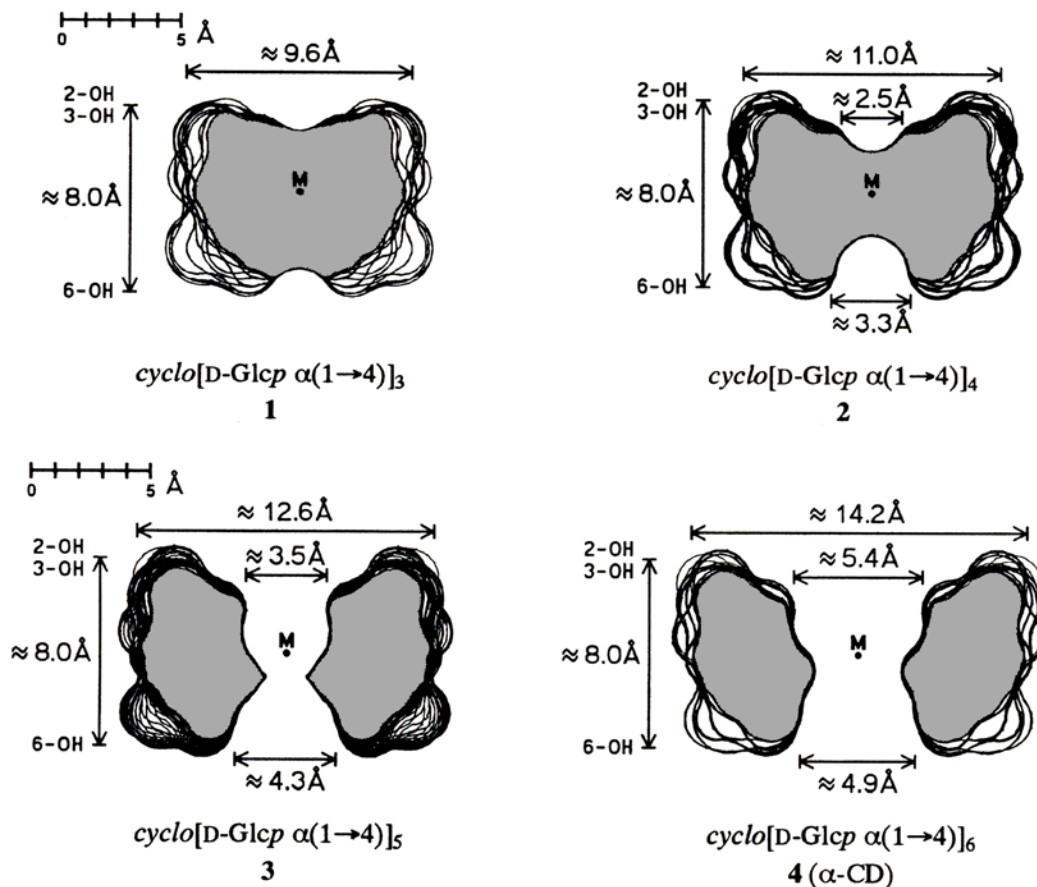 0 5 Å
≈ 9.6Å
2-OH
3-OH
M
≈ 8.0Å
6-OH
cyclo[D-Glcp α(1→4)]₃
1
≈ 11.0Å
2-OH
3-OH
≈ 2.5Å
M
≈ 8.0Å
6-OH
≈ 3.3Å
cyclo[D-Glcp α(1→4)]₄
2
0 5 Å
≈ 12.6Å
2-OH
3-OH
≈ 3.5Å
M
≈ 8.0Å
6-OH
≈ 4.3Å
cyclo[D-Glcp α(1→4)]₅
3
≈ 14.2Å
2-OH
3-OH
≈ 5.4Å
M
≈ 8.0Å
6-OH
≈ 4.9Å
cyclo[D-Glcp α(1→4)]₆
4 (α-CD)